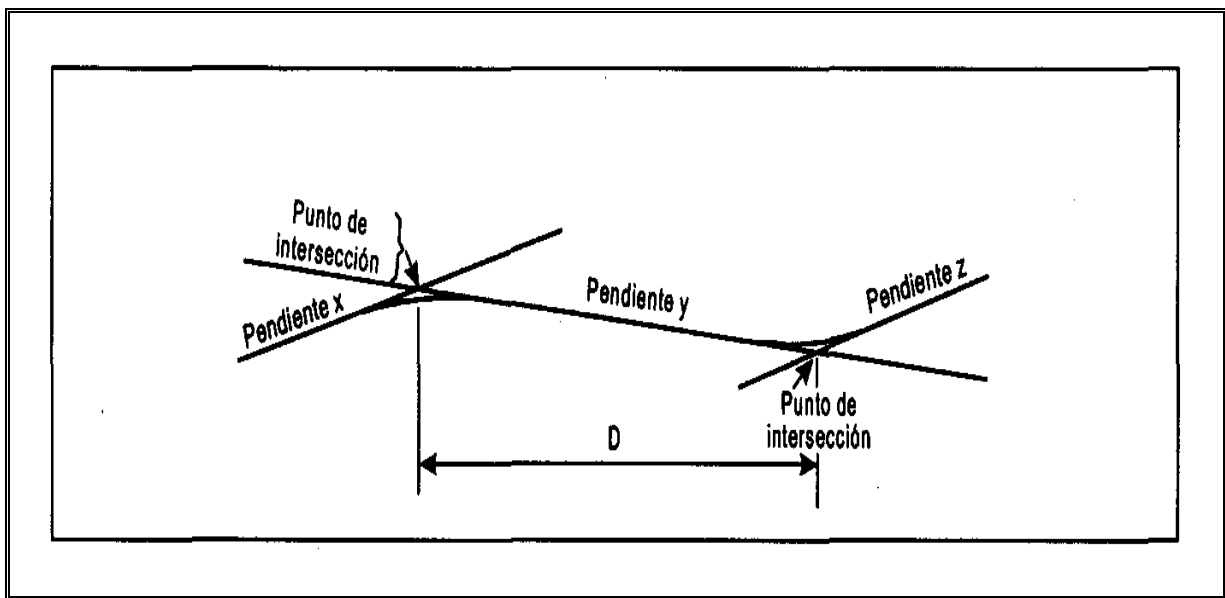 Punto de
intersección
Pendiente x
Pendiente y
Pendiente z
Punto de
intersección
D